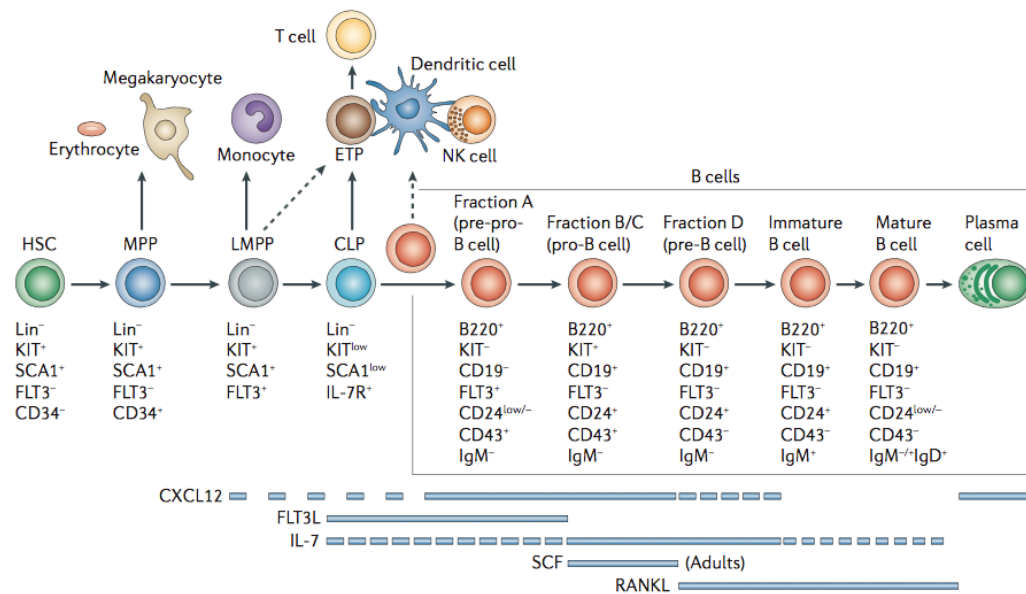 T cell
Megakaryocyte
Dendritic cell
Erythrocyte
Monocyte
ETP
NK cell
B cells
HSC
MPP
LMPP
CLP
Fraction A
(pre-pro-
B cell)
Fraction B/C
(pro-B cell)
Fraction D
(pre-B cell)
Immature
B cell
Mature
B cell
Plasma
cell
Lin⁻
KIT⁺
SCA1⁺
FLT3⁻
CD34⁻
Lin⁻
KIT⁺
SCA1⁺
FLT3⁻
CD34⁺
Lin⁻
KIT⁺
SCA1⁺
FLT3⁺
Lin⁻
KITˡᵒʷ
SCA1ˡᵒʷ
IL-7R⁺
B220⁺
KIT⁻
CD19⁻
FLT3⁺
CD24ˡᵒʷ/⁻
CD43⁺
IgM⁻
B220⁺
KIT⁺
CD19⁺
FLT3⁻
CD24⁺
CD43⁺
IgM⁻
B220⁺
KIT⁻
CD19⁺
FLT3⁻
CD24⁺
CD43⁻
IgM⁻
B220⁺
KIT⁻
CD19⁺
FLT3⁻
CD24⁺
CD43⁻
IgM⁺
B220⁺
KIT⁻
CD19⁺
FLT3⁻
CD24ˡᵒʷ/⁻
CD43⁻
IgM⁻/⁺IgD⁺
CXCL12
FLT3L
IL-7
SCF (Adults)
RANKL